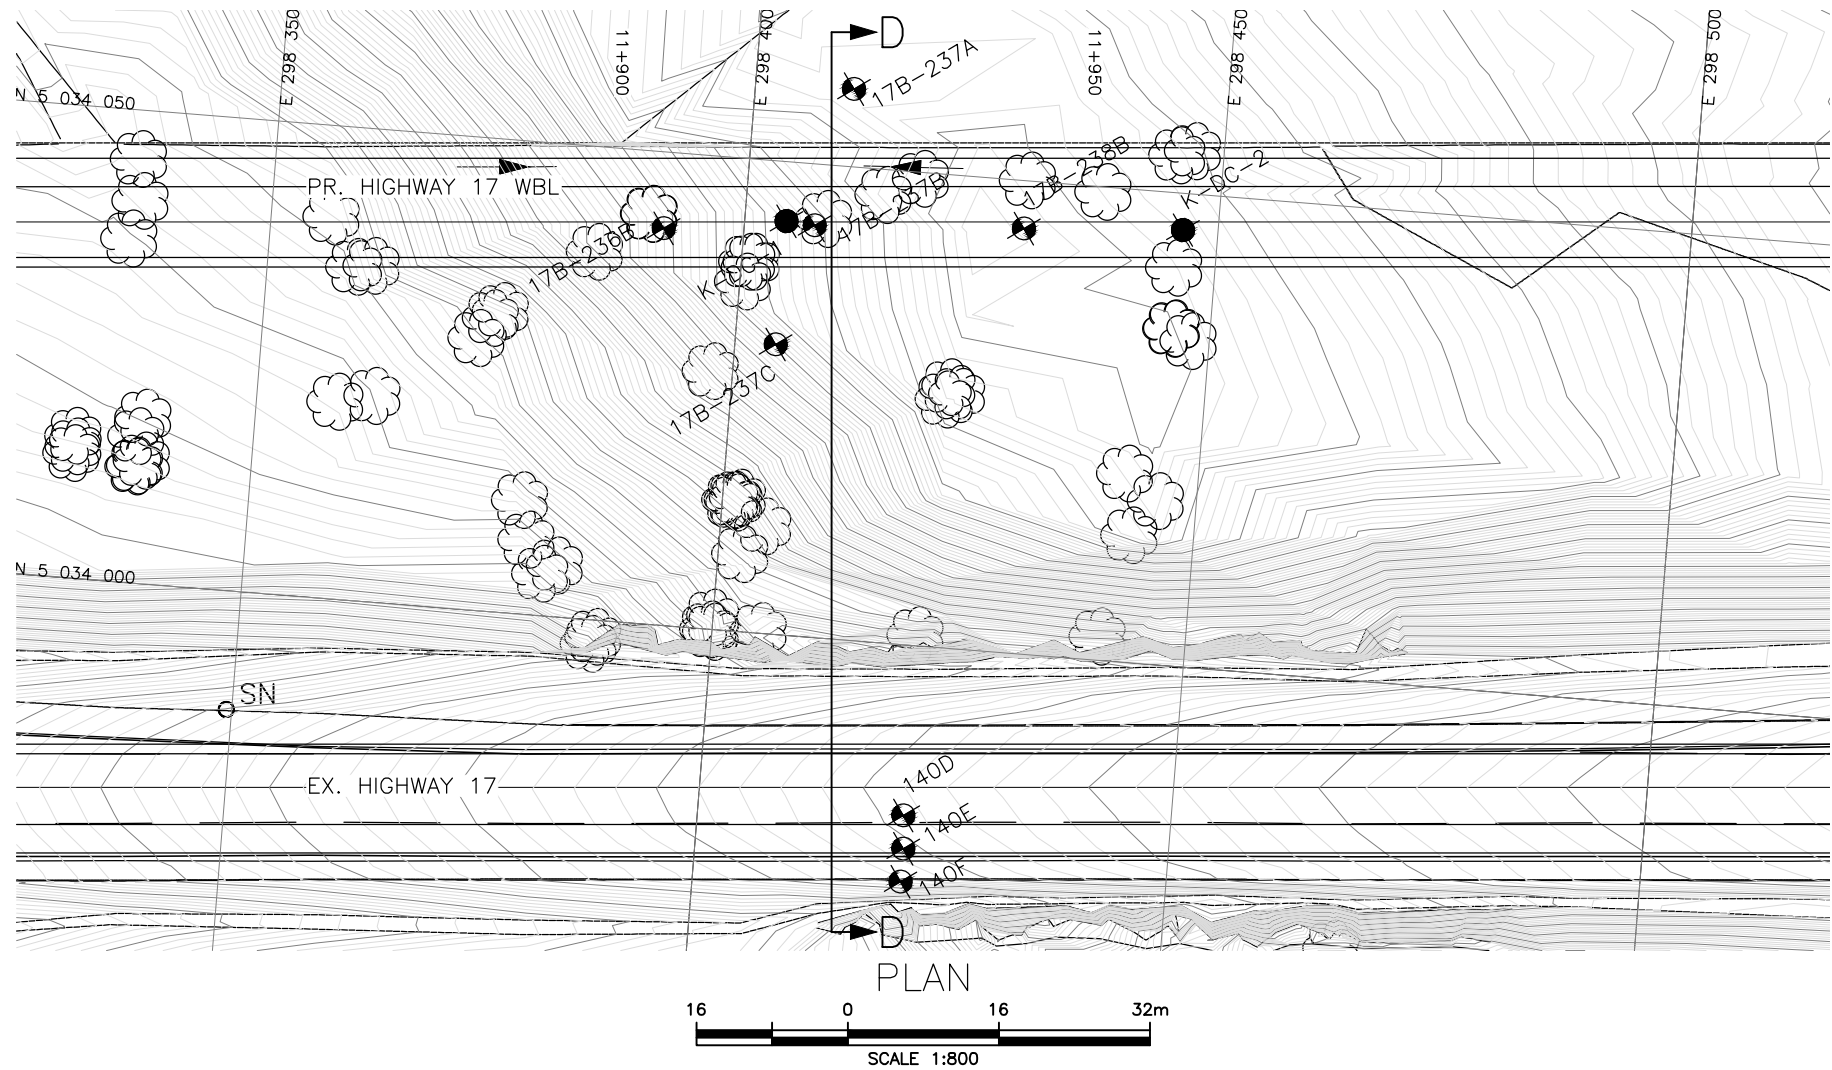 D
17B-237A
E 298 350
11+900
E 298 400
11+950
E 298 450
E 298 500
N 5 034 050
17B-238B
K-DC-2
PR. HIGHWAY 17 WBL
17B-237B
17B-236B
17B-237C
N 5 034 000
SN
140D
EX. HIGHWAY 17
140E
140F
D
PLAN
16 0 16 32m
SCALE 1:800